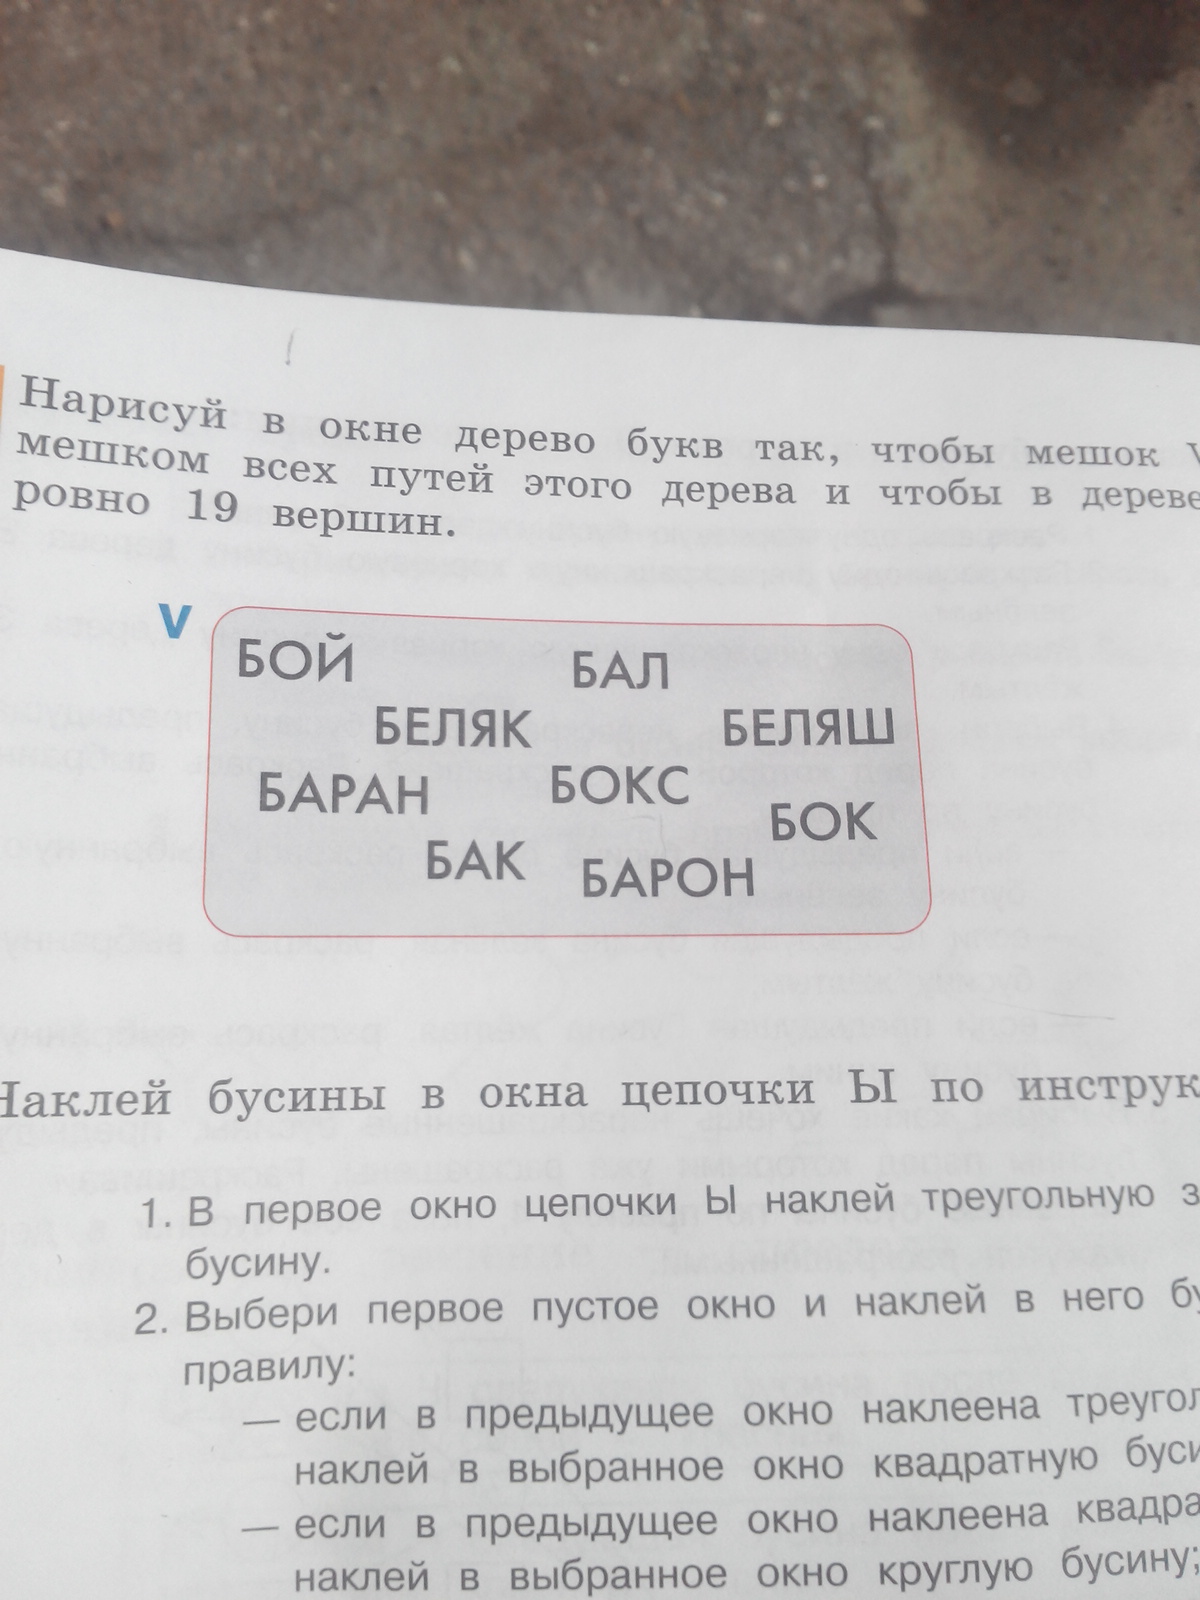 Нарисуй в окне дерево букв так, чтобы мешок V
мешком всех путей этого дерева и чтобы в дереве
ровно 19 вершин.
V
БОЙ БАЛ
БЕЛЯК БЕЛЯШ
БАРАН БОКС
БОК
БАК БАРОН
Наклей бусины в окна цепочки Ы по инструк
1. В первое окно цепочки Ы наклей треугольную з
бусину.
2. Выбери первое пустое окно и наклей в него бу
правилу:
— если в предыдущее окно наклеена треугол
наклей в выбранное окно квадратную буси
— если в предыдущее окно наклеена квадра
наклей в выбранное окно круглую бусину;